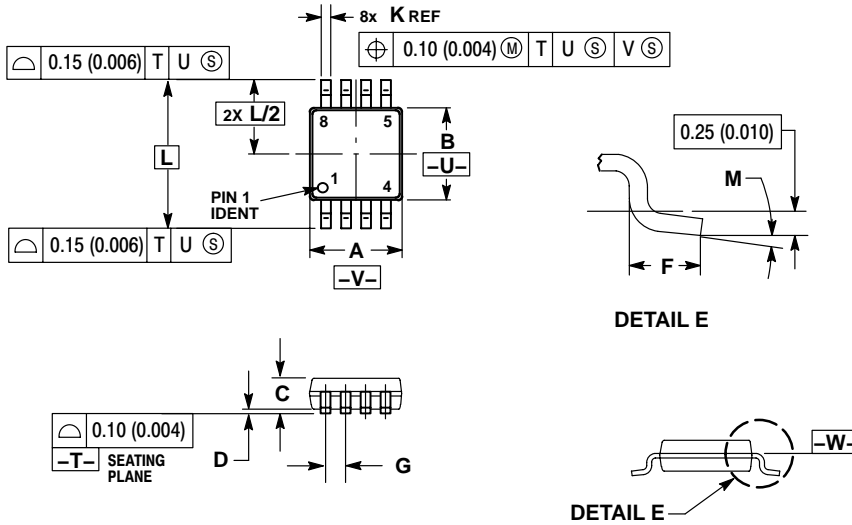 8x K REF
⌖ 0.10 (0.004) Ⓜ T U Ⓢ V Ⓢ
⌓ 0.15 (0.006) T U Ⓢ
2X L/2
8 5
B
–U–
L
PIN 1
IDENT
1 4
⌓ 0.15 (0.006) T U Ⓢ
A
–V–
0.25 (0.010)
M
F
DETAIL E
C
⌓ 0.10 (0.004)
–T– SEATING
PLANE
D
G
–W–
DETAIL E